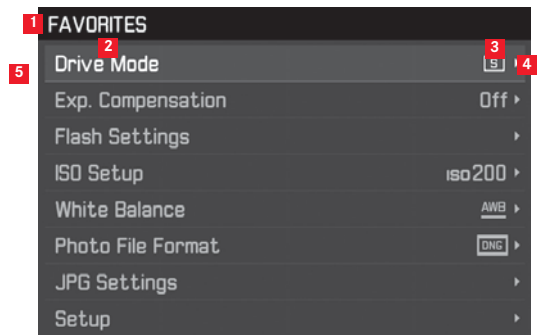 1 FAVORITES
2 3
5 Drive Mode S 4
Exp. Compensation Off
Flash Settings
ISO Setup ISO200
White Balance AWB
Photo File Format DNG
JPG Settings
Setup